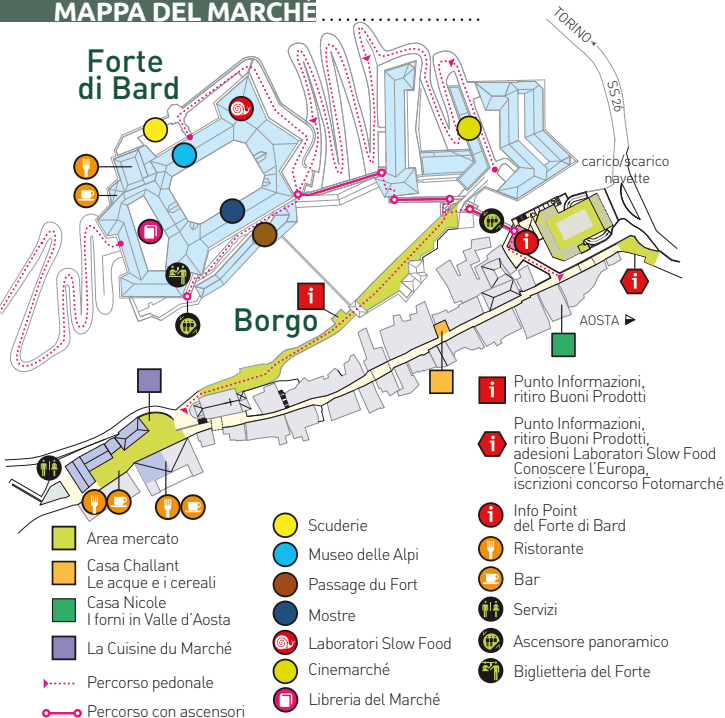 MAPPA DEL MARCHÉ
Forte
di Bard
TORINO
SS 26
carico/scarico
navette
Borgo
AOSTA
Punto Informazioni,
ritiro Buoni Prodotti
Punto Informazioni,
ritiro Buoni Prodotti,
adesioni Laboratori Slow Food
Conoscere l'Europa,
iscrizioni concorso Fotomarché
Info Point
del Forte di Bard
Ristorante
Bar
Servizi
Ascensore panoramico
Biglietteria del Forte
Area mercato
Casa Challant
Le acque e i cereali
Casa Nicole
I forni in Valle d'Aosta
La Cuisine du Marché
Percorso pedonale
Percorso con ascensori
Scuderie
Museo delle Alpi
Passage du Fort
Mostre
Laboratori Slow Food
Cinemarché
Libreria del Marché